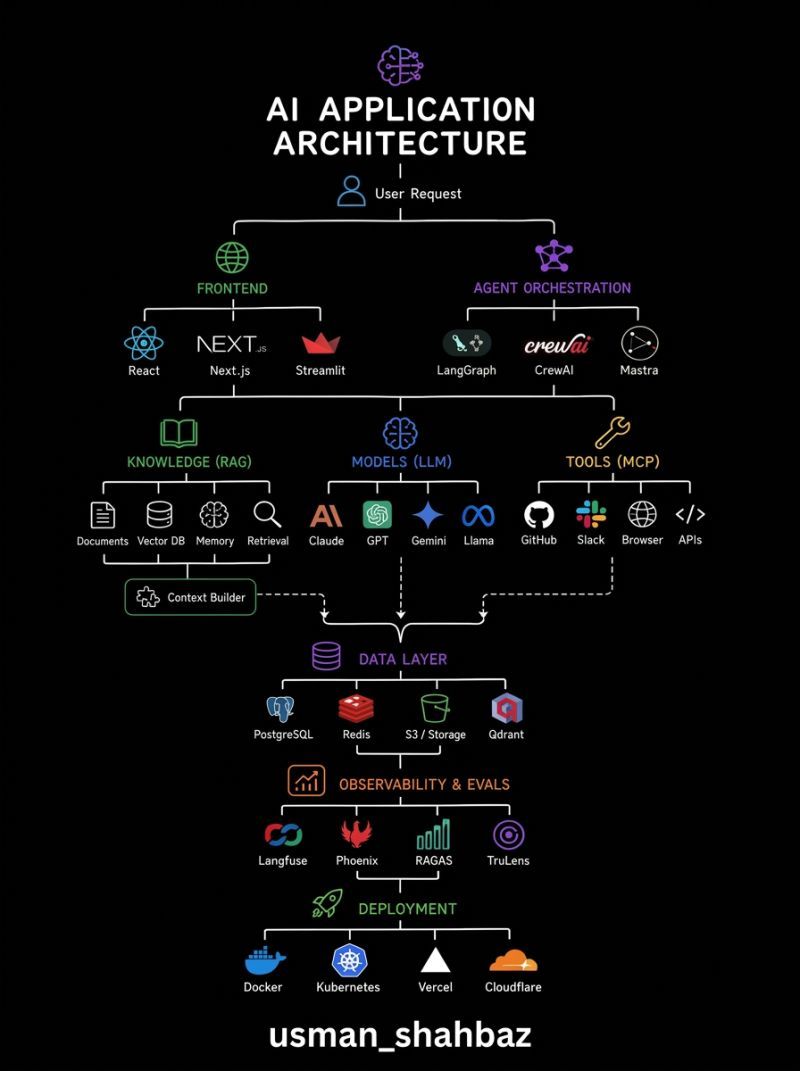 AI APPLICATION
ARCHITECTURE
User Request
FRONTEND
AGENT ORCHESTRATION
NEXT.JS
crewai
React
Next.js
Streamlit
LangGraph
CrewAI
Mastra
KNOWLEDGE (RAG)
MODELS (LLM)
TOOLS (MCP)
Documents
Vector DB
Memory
Retrieval
Claude
GPT
Gemini
Llama
GitHub
Slack
Browser
APIs
Context Builder
DATA LAYER
PostgreSQL
Redis
S3 / Storage
Qdrant
OBSERVABILITY & EVALS
Langfuse
Phoenix
RAGAS
TruLens
DEPLOYMENT
Docker
Kubernetes
Vercel
Cloudflare
usman_shahbaz